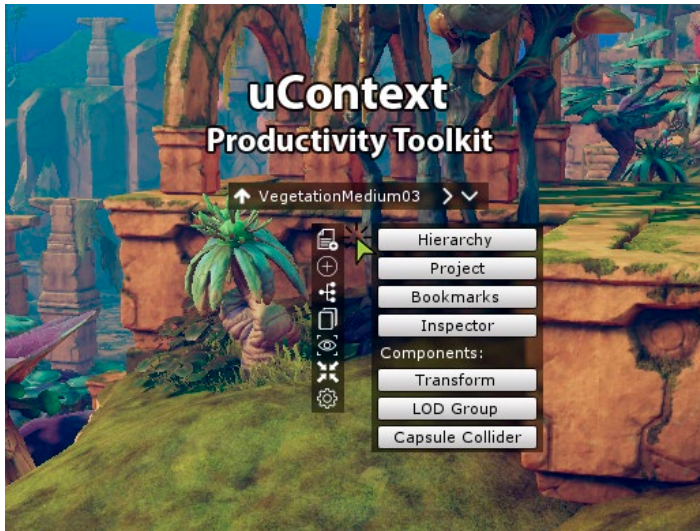 uContext
Productivity Toolkit
VegetationMedium03
Hierarchy
Project
Bookmarks
Inspector
Components:
Transform
LOD Group
Capsule Collider